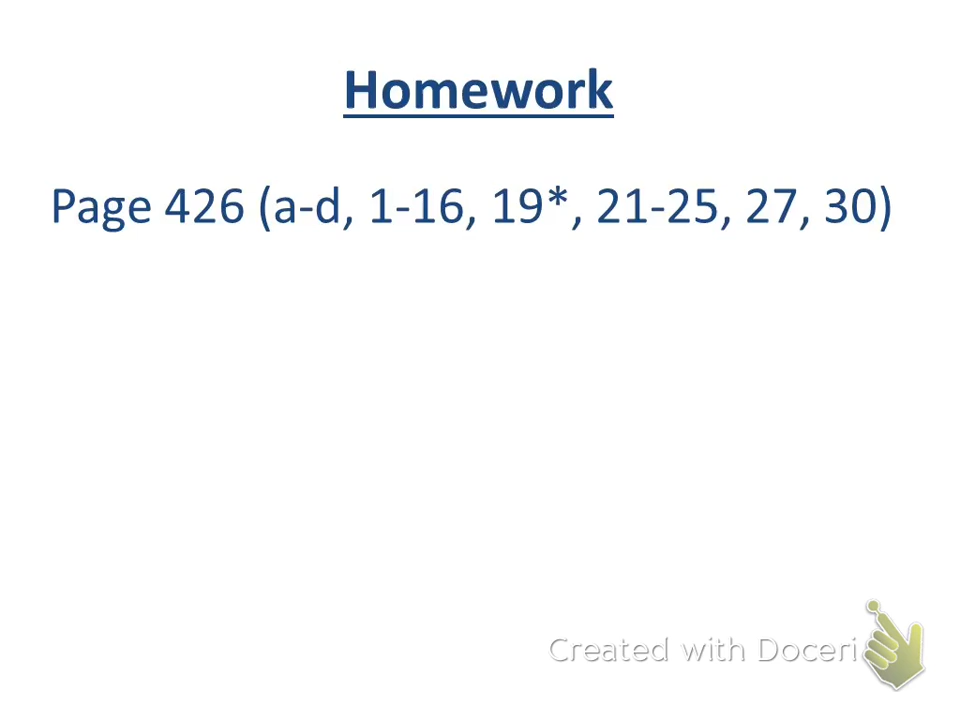 Homework
Page 426 (a-d, 1-16, 19*, 21-25, 27, 30)
Created with Doceri